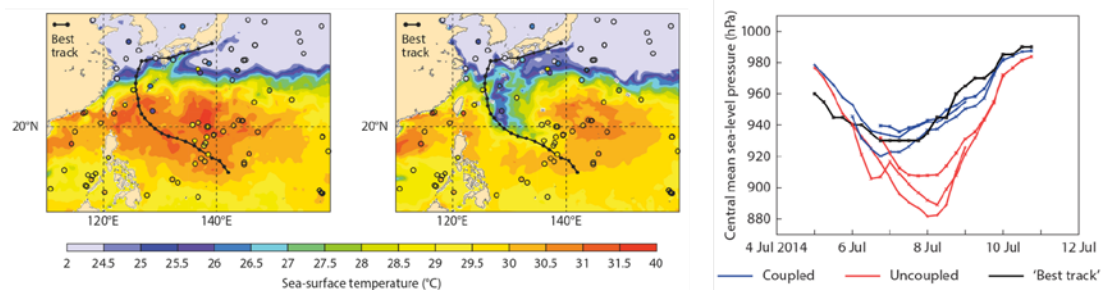 Best
track
20°N
120°E 140°E
Best
track
20°N
120°E 140°E
2 24.5 25 25.5 26 26.5 27 27.5 28 28.5 29 29.5 30 30.5 31 31.5 40
Sea-surface temperature (°C)
Central mean sea-level pressure (hPa)
1000
980
960
940
920
900
880
4 Jul 2014 6 Jul 8 Jul 10 Jul 12 Jul
Coupled Uncoupled 'Best track'